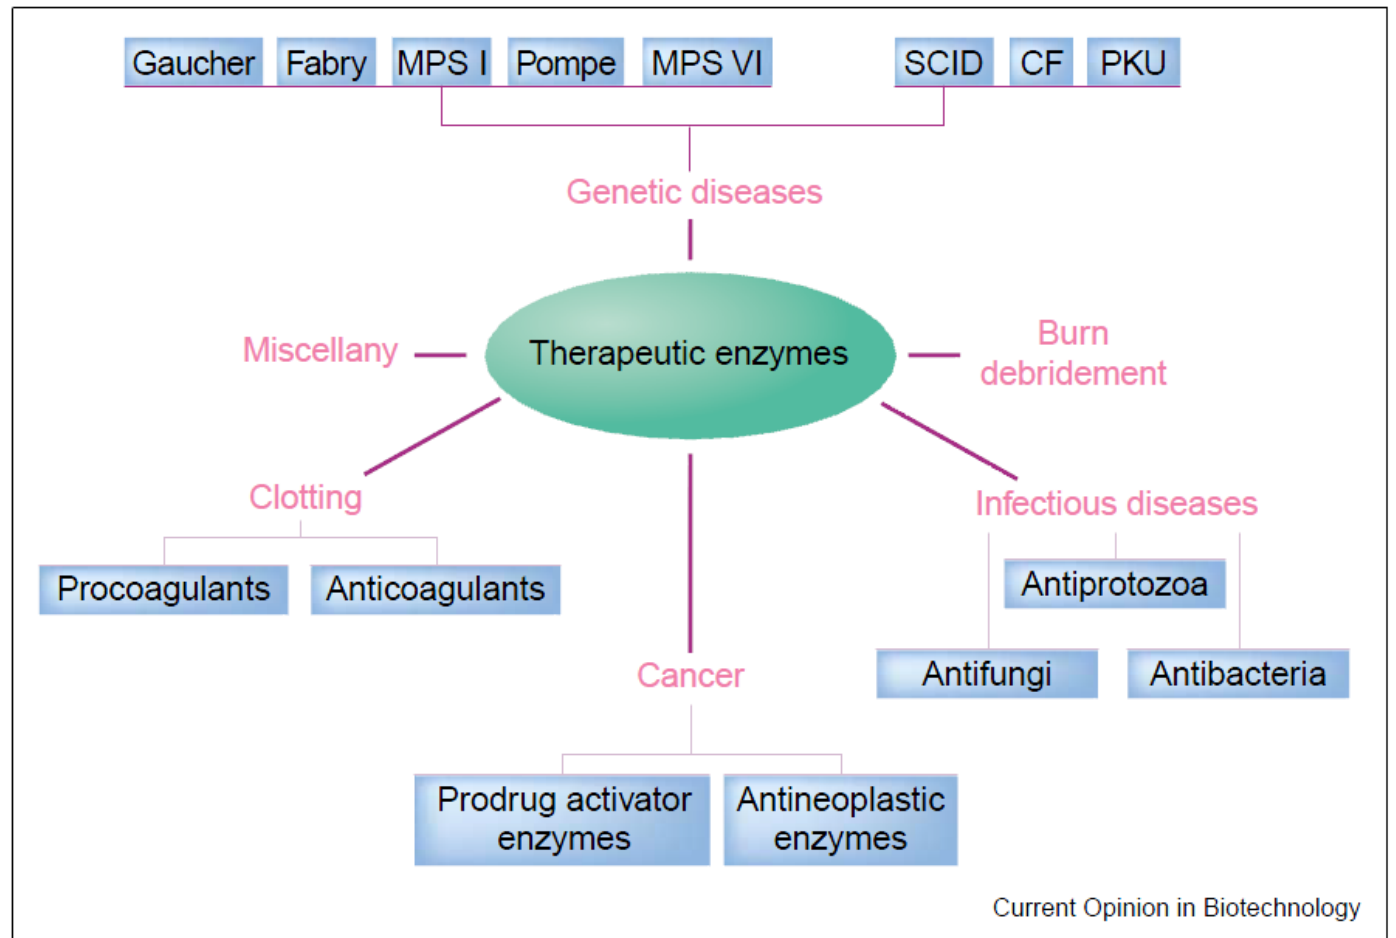 Gaucher Fabry MPS I Pompe MPS VI SCID CF PKU
Genetic diseases
Miscellany
Therapeutic enzymes
Burn
debridement
Clotting
Infectious diseases
Procoagulants
Anticoagulants
Antiprotozoa
Antifungi
Antibacteria
Cancer
Prodrug activator
enzymes
Antineoplastic
enzymes
Current Opinion in Biotechnology